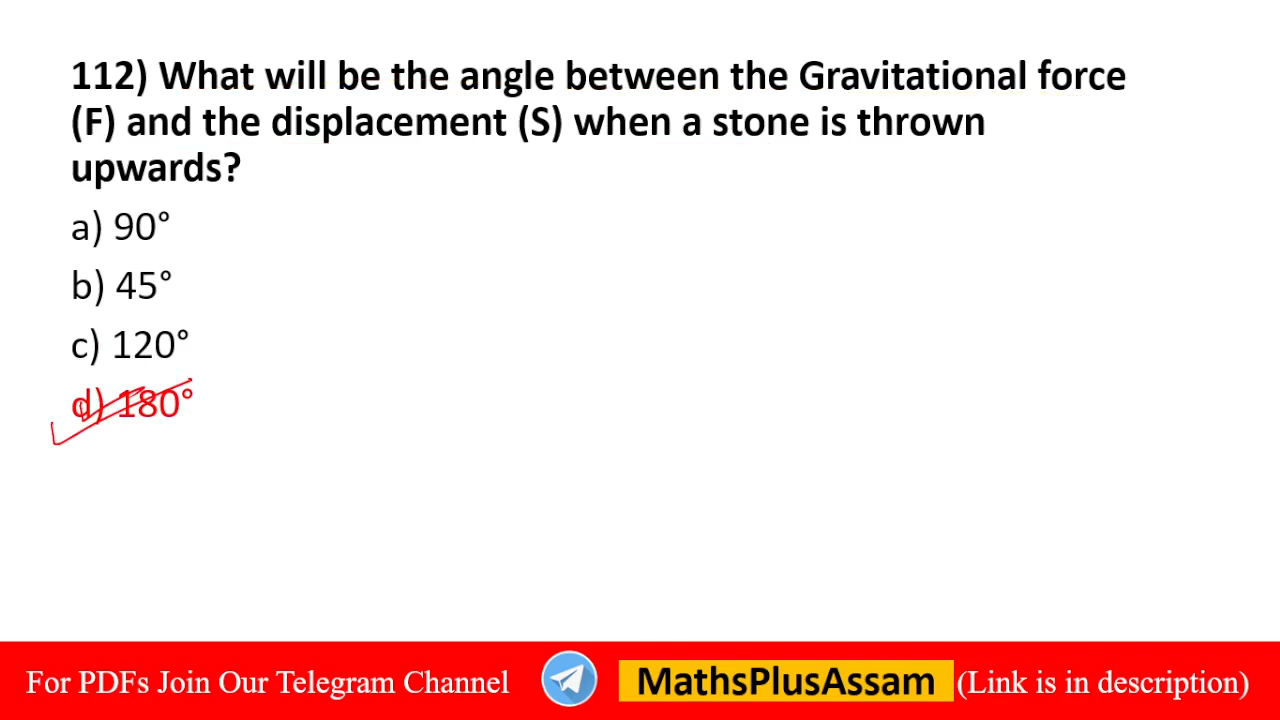 112) What will be the angle between the Gravitational force
(F) and the displacement (S) when a stone is thrown
upwards?
a) 90°
b) 45°
c) 120°
d) 180°
For PDFs Join Our Telegram Channel MathsPlusAssam (Link is in description)